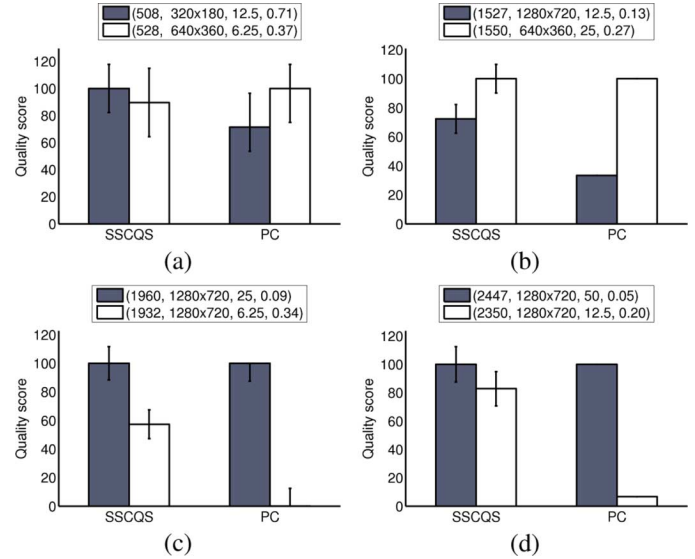 (508, 320x180, 12.5, 0.71)
(528, 640x360, 6.25, 0.37)
Quality score
120
100
80
60
40
20
0
SSCQS
PC
(a)
(1527, 1280x720, 12.5, 0.13)
(1550, 640x360, 25, 0.27)
Quality score
120
100
80
60
40
20
0
SSCQS
PC
(b)
(1960, 1280x720, 25, 0.09)
(1932, 1280x720, 6.25, 0.34)
Quality score
120
100
80
60
40
20
0
SSCQS
PC
(c)
(2447, 1280x720, 50, 0.05)
(2350, 1280x720, 12.5, 0.20)
Quality score
120
100
80
60
40
20
0
SSCQS
PC
(d)